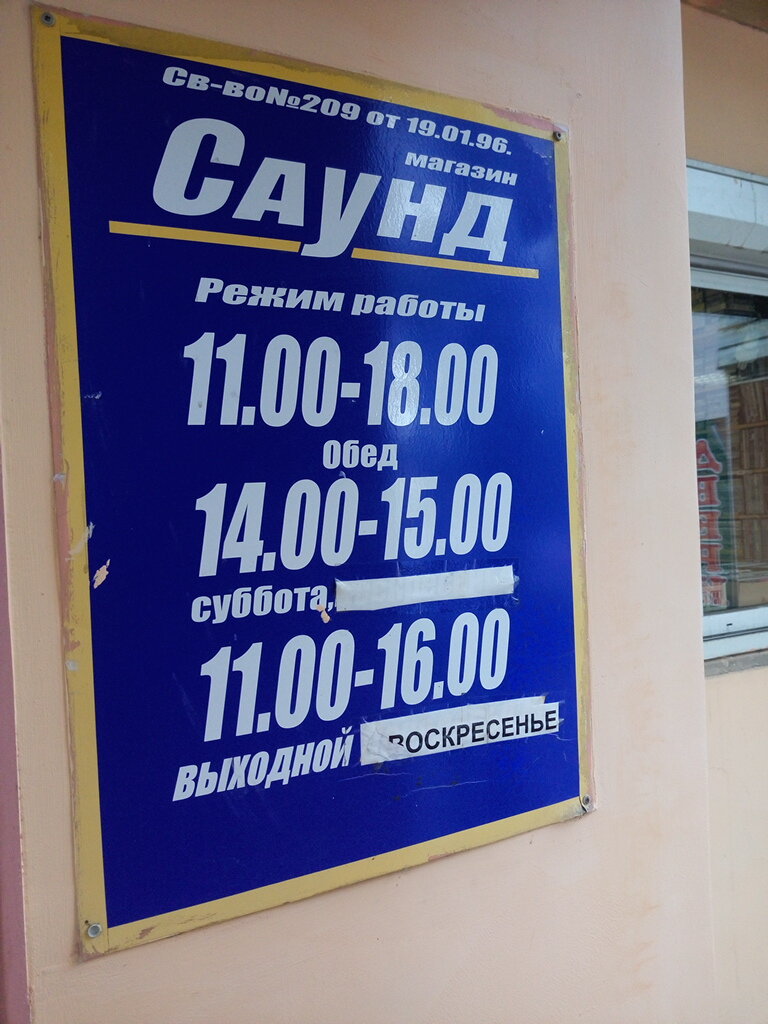 Св-во№209 от 19.01.96.
магазин
Саунд
Режим работы
11.00-18.00
Обед
14.00-15.00
суббота,
11.00-16.00
выходной ВОСКРЕСЕНЬЕ